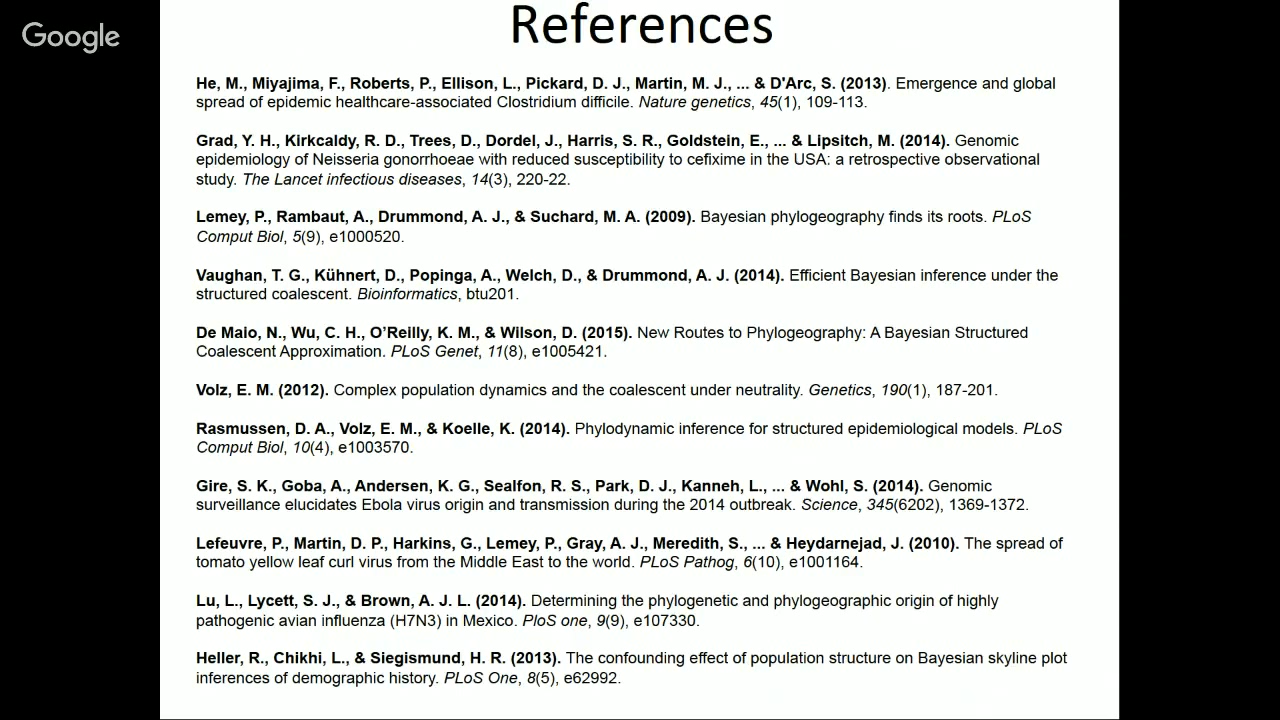 Google
References
He, M., Miyajima, F., Roberts, P., Ellison, L., Pickard, D. J., Martin, M. J., ... & D'Arc, S. (2013). Emergence and global
spread of epidemic healthcare-associated Clostridium difficile. Nature genetics, 45(1), 109-113.
Grad, Y. H., Kirkcaldy, R. D., Trees, D., Dordel, J., Harris, S. R., Goldstein, E., ... & Lipsitch, M. (2014). Genomic
epidemiology of Neisseria gonorrhoeae with reduced susceptibility to cefixime in the USA: a retrospective observational
study. The Lancet infectious diseases, 14(3), 220-22.
Lemey, P., Rambaut, A., Drummond, A. J., & Suchard, M. A. (2009). Bayesian phylogeography finds its roots. PLoS
Comput Biol, 5(9), e1000520.
Vaughan, T. G., Kühnert, D., Popinga, A., Welch, D., & Drummond, A. J. (2014). Efficient Bayesian inference under the
structured coalescent. Bioinformatics, btu201.
De Maio, N., Wu, C. H., O’Reilly, K. M., & Wilson, D. (2015). New Routes to Phylogeography: A Bayesian Structured
Coalescent Approximation. PLoS Genet, 11(8), e1005421.
Volz, E. M. (2012). Complex population dynamics and the coalescent under neutrality. Genetics, 190(1), 187-201.
Rasmussen, D. A., Volz, E. M., & Koelle, K. (2014). Phylodynamic inference for structured epidemiological models. PLoS
Comput Biol, 10(4), e1003570.
Gire, S. K., Goba, A., Andersen, K. G., Sealfon, R. S., Park, D. J., Kanneh, L., ... & Wohl, S. (2014). Genomic
surveillance elucidates Ebola virus origin and transmission during the 2014 outbreak. Science, 345(6202), 1369-1372.
Lefeuvre, P., Martin, D. P., Harkins, G., Lemey, P., Gray, A. J., Meredith, S., ... & Heydarnejad, J. (2010). The spread of
tomato yellow leaf curl virus from the Middle East to the world. PLoS Pathog, 6(10), e1001164.
Lu, L., Lycett, S. J., & Brown, A. J. L. (2014). Determining the phylogenetic and phylogeographic origin of highly
pathogenic avian influenza (H7N3) in Mexico. PloS one, 9(9), e107330.
Heller, R., Chikhi, L., & Siegismund, H. R. (2013). The confounding effect of population structure on Bayesian skyline plot
inferences of demographic history. PLoS One, 8(5), e62992.